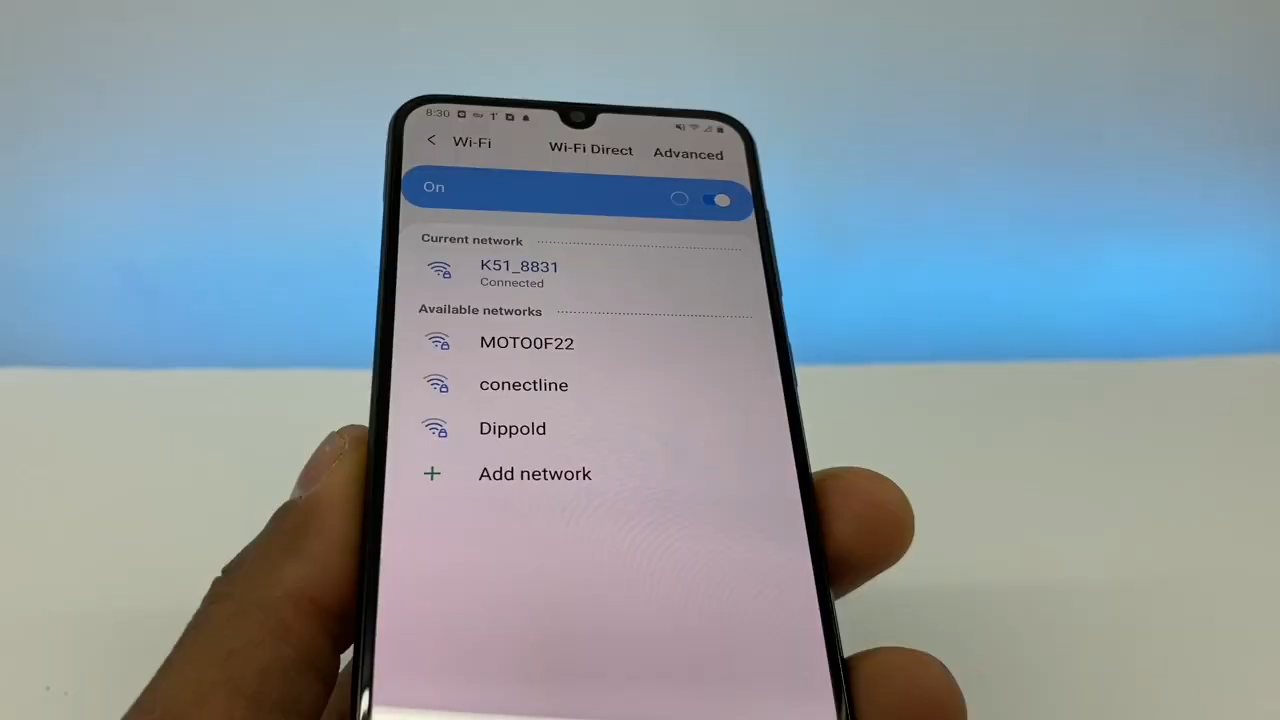 8:30
Wi-Fi Wi-Fi Direct Advanced
On
Current network
K51_8831
Connected
Available networks
MOTO0F22
conectline
Dippold
Add network